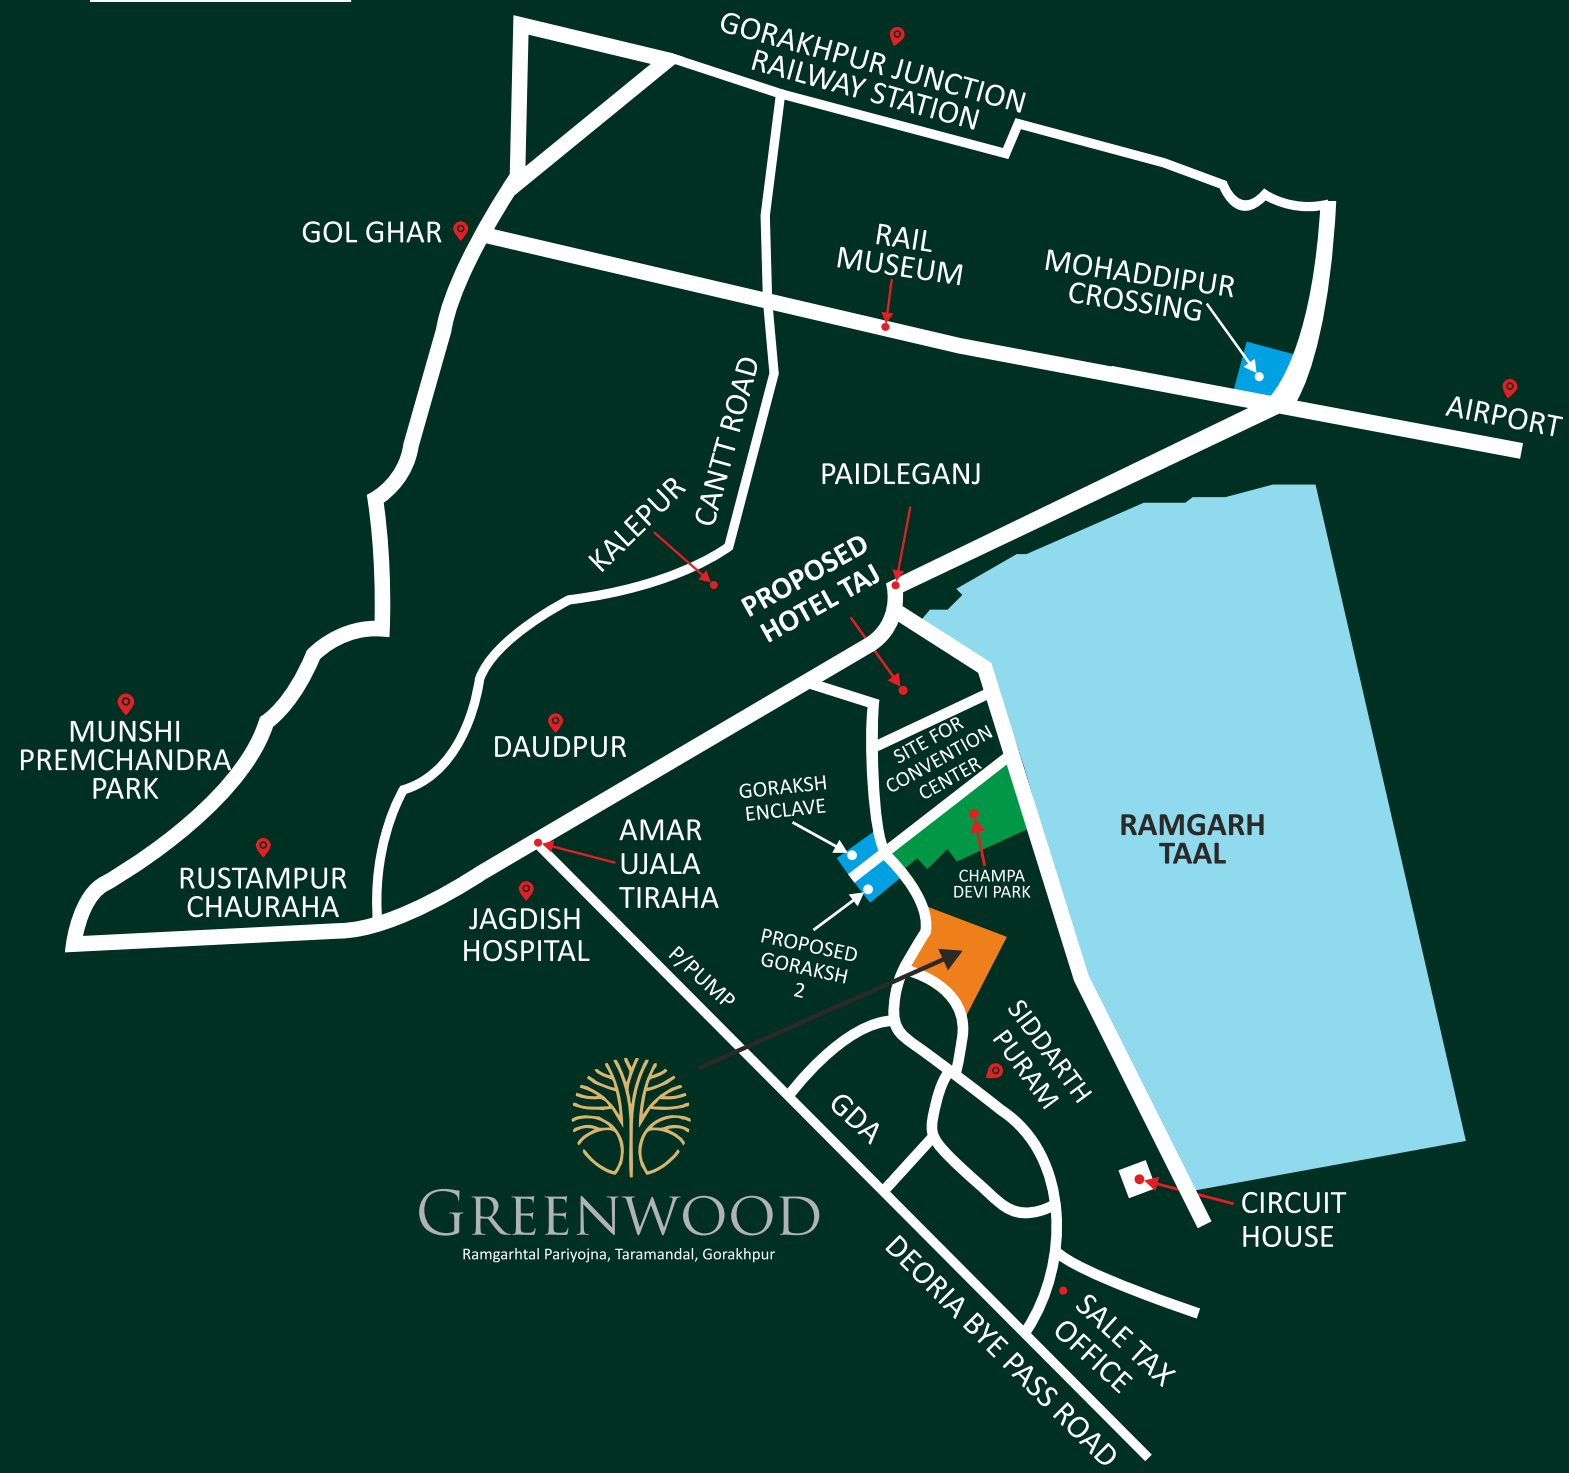 GORAKHPUR JUNCTION
RAILWAY STATION
GOL GHAR
RAIL
MUSEUM
MOHADDIPUR
CROSSING
AIRPORT
CANTT ROAD
KALEPUR
PAIDLEGANJ
PROPOSED
HOTEL TAJ
MUNSHI
PREMCHANDRA
PARK
DAUDPUR
SITE FOR
CONVENTION
CENTER
GORAKSH
ENCLAVE
RAMGARH
TAAL
AMAR
UJALA
TIRAHA
RUSTAMPUR
CHAURAHA
JAGDISH
HOSPITAL
CHAMPA
DEVI PARK
PROPOSED
GORAKSH
2
P/PUMP
SIDDARTH
PURAM
GDA
GREENWOOD
Ramgarhtal Pariyojna, Taramandal, Gorakhpur
CIRCUIT
HOUSE
DEORIA BYE PASS ROAD
SALE TAX
OFFICE